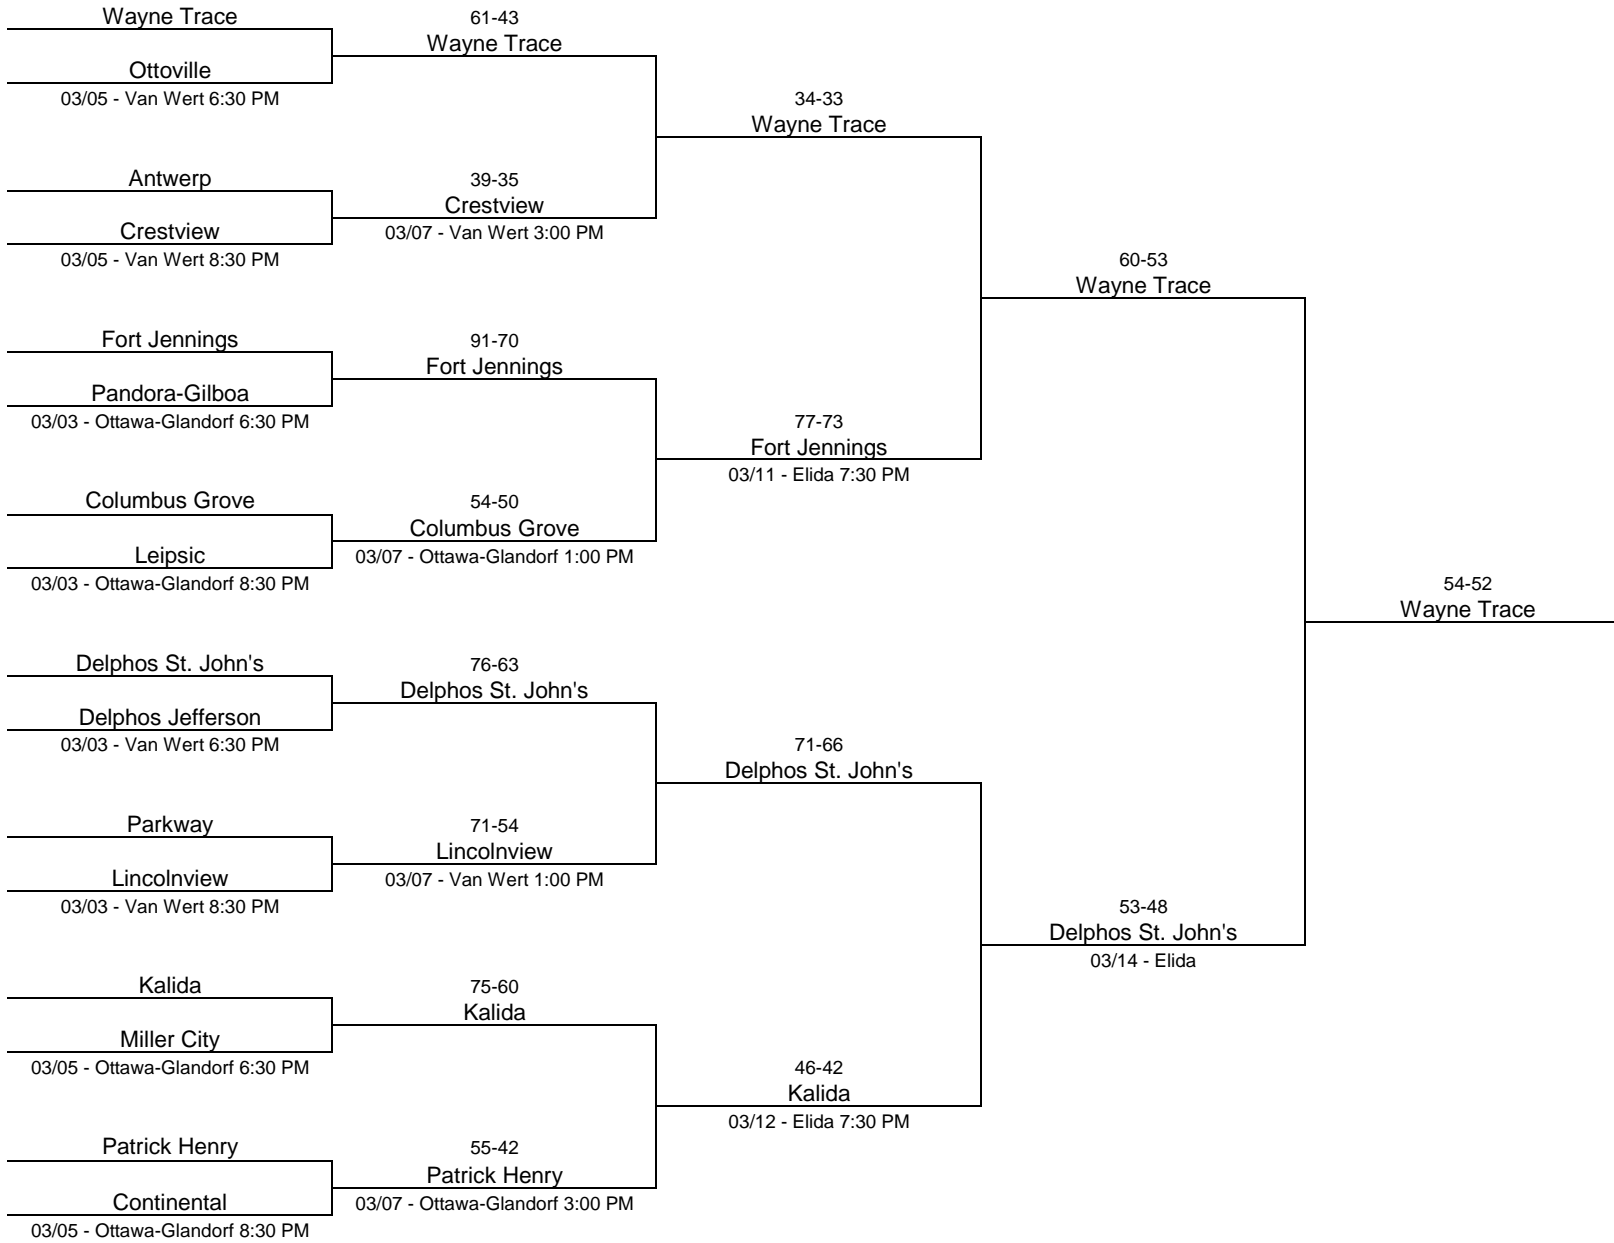 Wayne Trace
Ottoville
03/05 - Van Wert 6:30 PM
Antwerp
Crestview
03/05 - Van Wert 8:30 PM
Fort Jennings
Pandora-Gilboa
03/03 - Ottawa-Glandorf 6:30 PM
Columbus Grove
Leipsic
03/03 - Ottawa-Glandorf 8:30 PM
Delphos St. John's
Delphos Jefferson
03/03 - Van Wert 6:30 PM
Parkway
Lincolnview
03/03 - Van Wert 8:30 PM
Kalida
Miller City
03/05 - Ottawa-Glandorf 6:30 PM
Patrick Henry
Continental
03/05 - Ottawa-Glandorf 8:30 PM
61-43
Wayne Trace
39-35
Crestview
03/07 - Van Wert 3:00 PM
91-70
Fort Jennings
54-50
Columbus Grove
03/07 - Ottawa-Glandorf 1:00 PM
76-63
Delphos St. John's
71-54
Lincolnview
03/07 - Van Wert 1:00 PM
75-60
Kalida
55-42
Patrick Henry
03/07 - Ottawa-Glandorf 3:00 PM
34-33
Wayne Trace
77-73
Fort Jennings
03/11 - Elida 7:30 PM
71-66
Delphos St. John's
46-42
Kalida
03/12 - Elida 7:30 PM
60-53
Wayne Trace
53-48
Delphos St. John's
03/14 - Elida
54-52
Wayne Trace